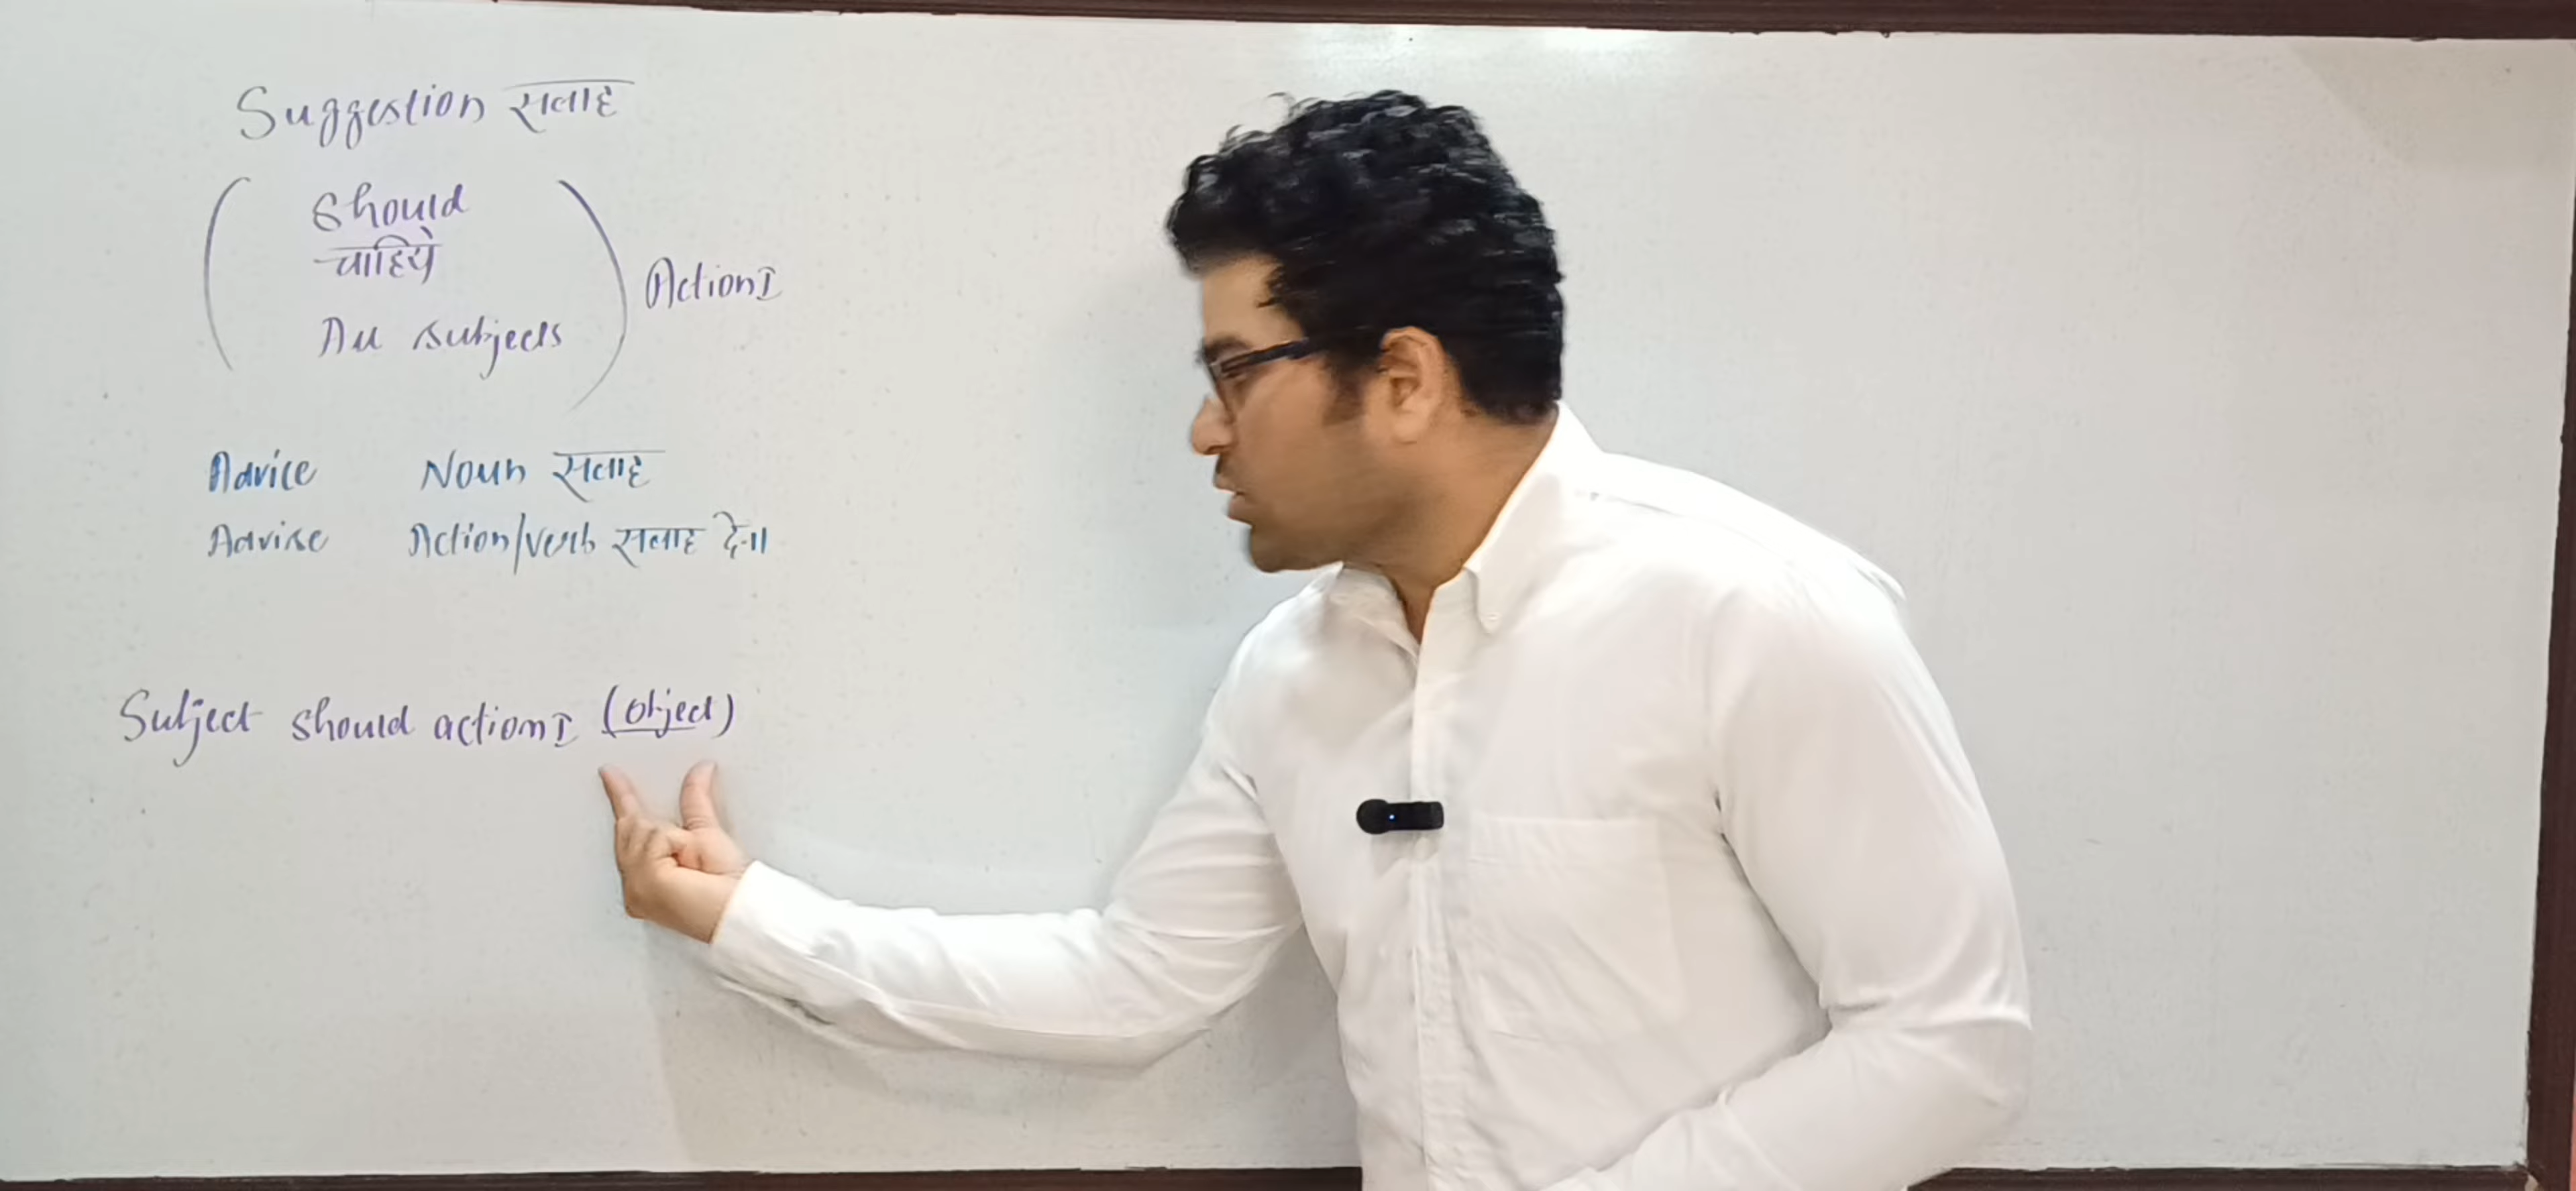 Suggestion सलाह
Should
चाहिये
All subjects
Action I
Advice Noun सलाह
Advise Action/verb सलाह देना
Subject should action I (object)